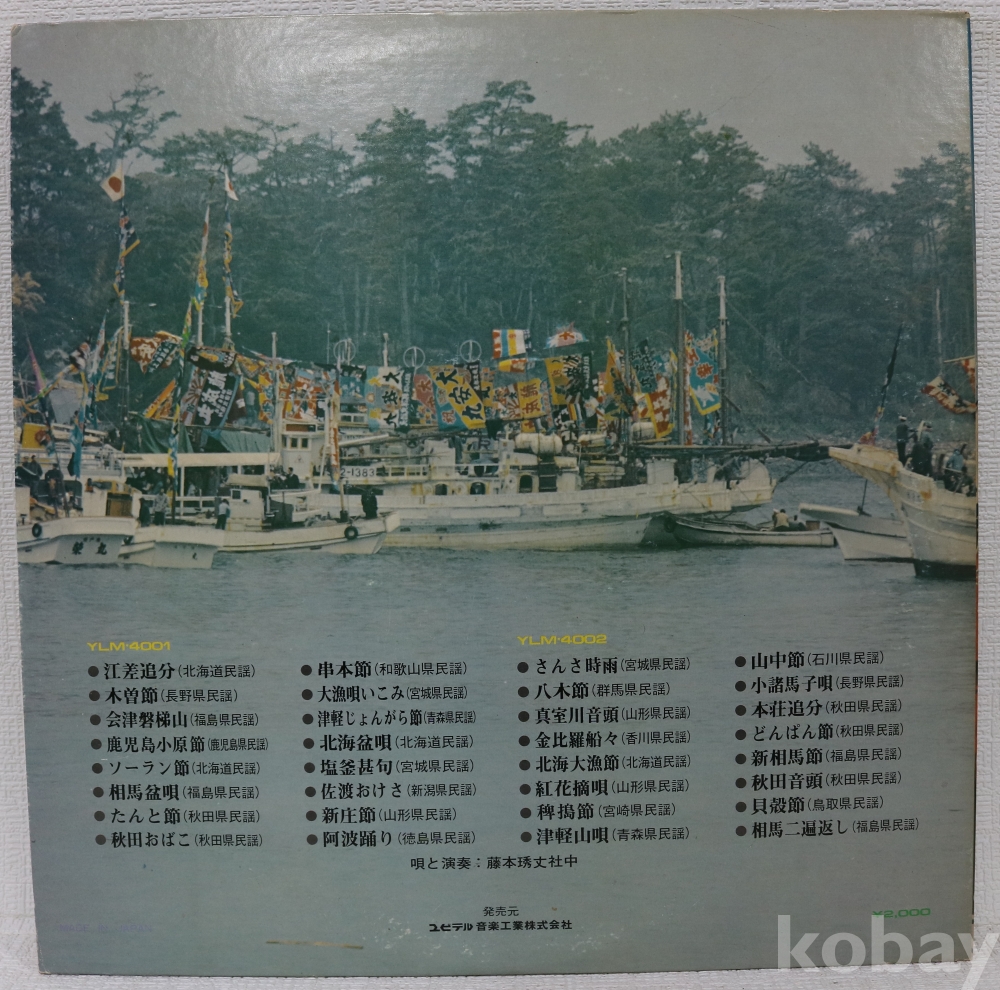 大安丸
2-1383
YLM-4001
●江差追分(北海道民謡)
●木曽節(長野県民謡)
●会津磐梯山(福島県民謡)
●鹿児島小原節(鹿児島県民謡)
●ソーラン節(北海道民謡)
●相馬盆唄(福島県民謡)
●たんと節(秋田県民謡)
●秋田おばこ(秋田県民謡)
●串本節(和歌山県民謡)
●大漁唄いこみ(宮城県民謡)
●津軽じょんがら節(青森県民謡)
●北海盆唄(北海道民謡)
●塩釜甚句(宮城県民謡)
●佐渡おけさ(新潟県民謡)
●新庄節(山形県民謡)
●阿波踊り(徳島県民謡)
YLM-4002
●さんさ時雨(宮城県民謡)
●八木節(群馬県民謡)
●真室川音頭(山形県民謡)
●金比羅船々(香川県民謡)
●北海大漁節(北海道民謡)
●紅花摘唄(山形県民謡)
●稗搗節(宮崎県民謡)
●津軽山唄(青森県民謡)
●山中節(石川県民謡)
●小諸馬子唄(長野県民謡)
●本荘追分(秋田県民謡)
●どんぱん節(秋田県民謡)
●新相馬節(福島県民謡)
●秋田音頭(秋田県民謡)
●貝殻節(鳥取県民謡)
●相馬二遍返し(福島県民謡)
唄と演奏：藤本琇丈社中
発売元
ユピテル音楽工業株式会社
¥2,000
kobay